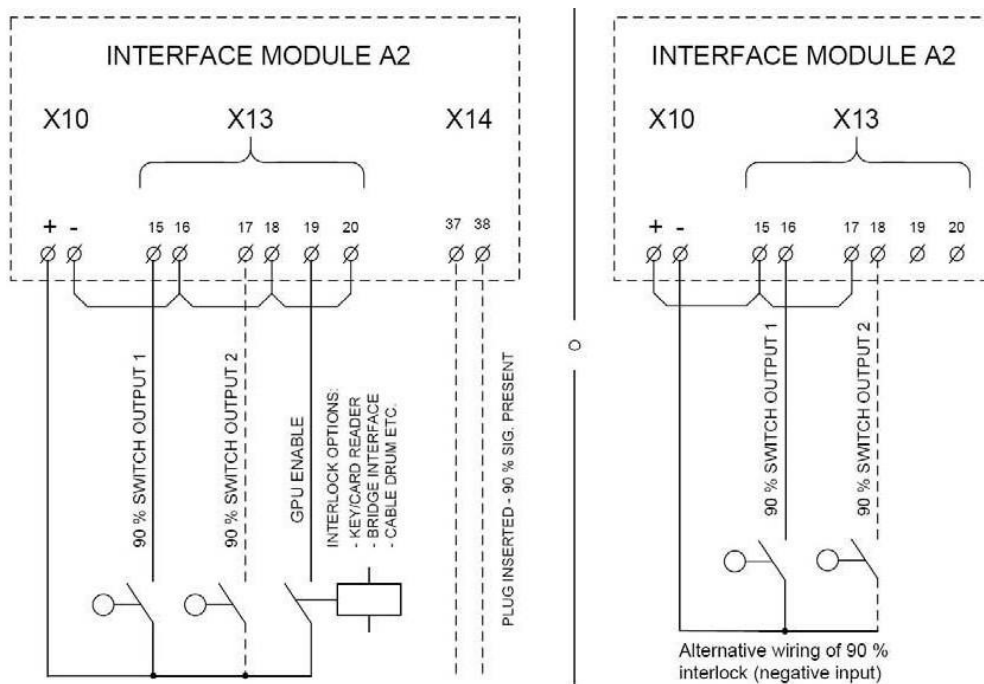 INTERFACE MODULE A2
X10 X13 X14
+ - 15 16 17 18 19 20 37 38
90 % SWITCH OUTPUT 1
90 % SWITCH OUTPUT 2
GPU ENABLE
INTERLOCK OPTIONS:
- KEY/CARD READER
- BRIDGE INTERFACE
- CABLE DRUM ETC.
PLUG INSERTED - 90 % SIG. PRESENT
INTERFACE MODULE A2
X10 X13
+ - 15 16 17 18 19 20
90 % SWITCH OUTPUT 1
90 % SWITCH OUTPUT 2
Alternative wiring of 90 %
interlock (negative input)